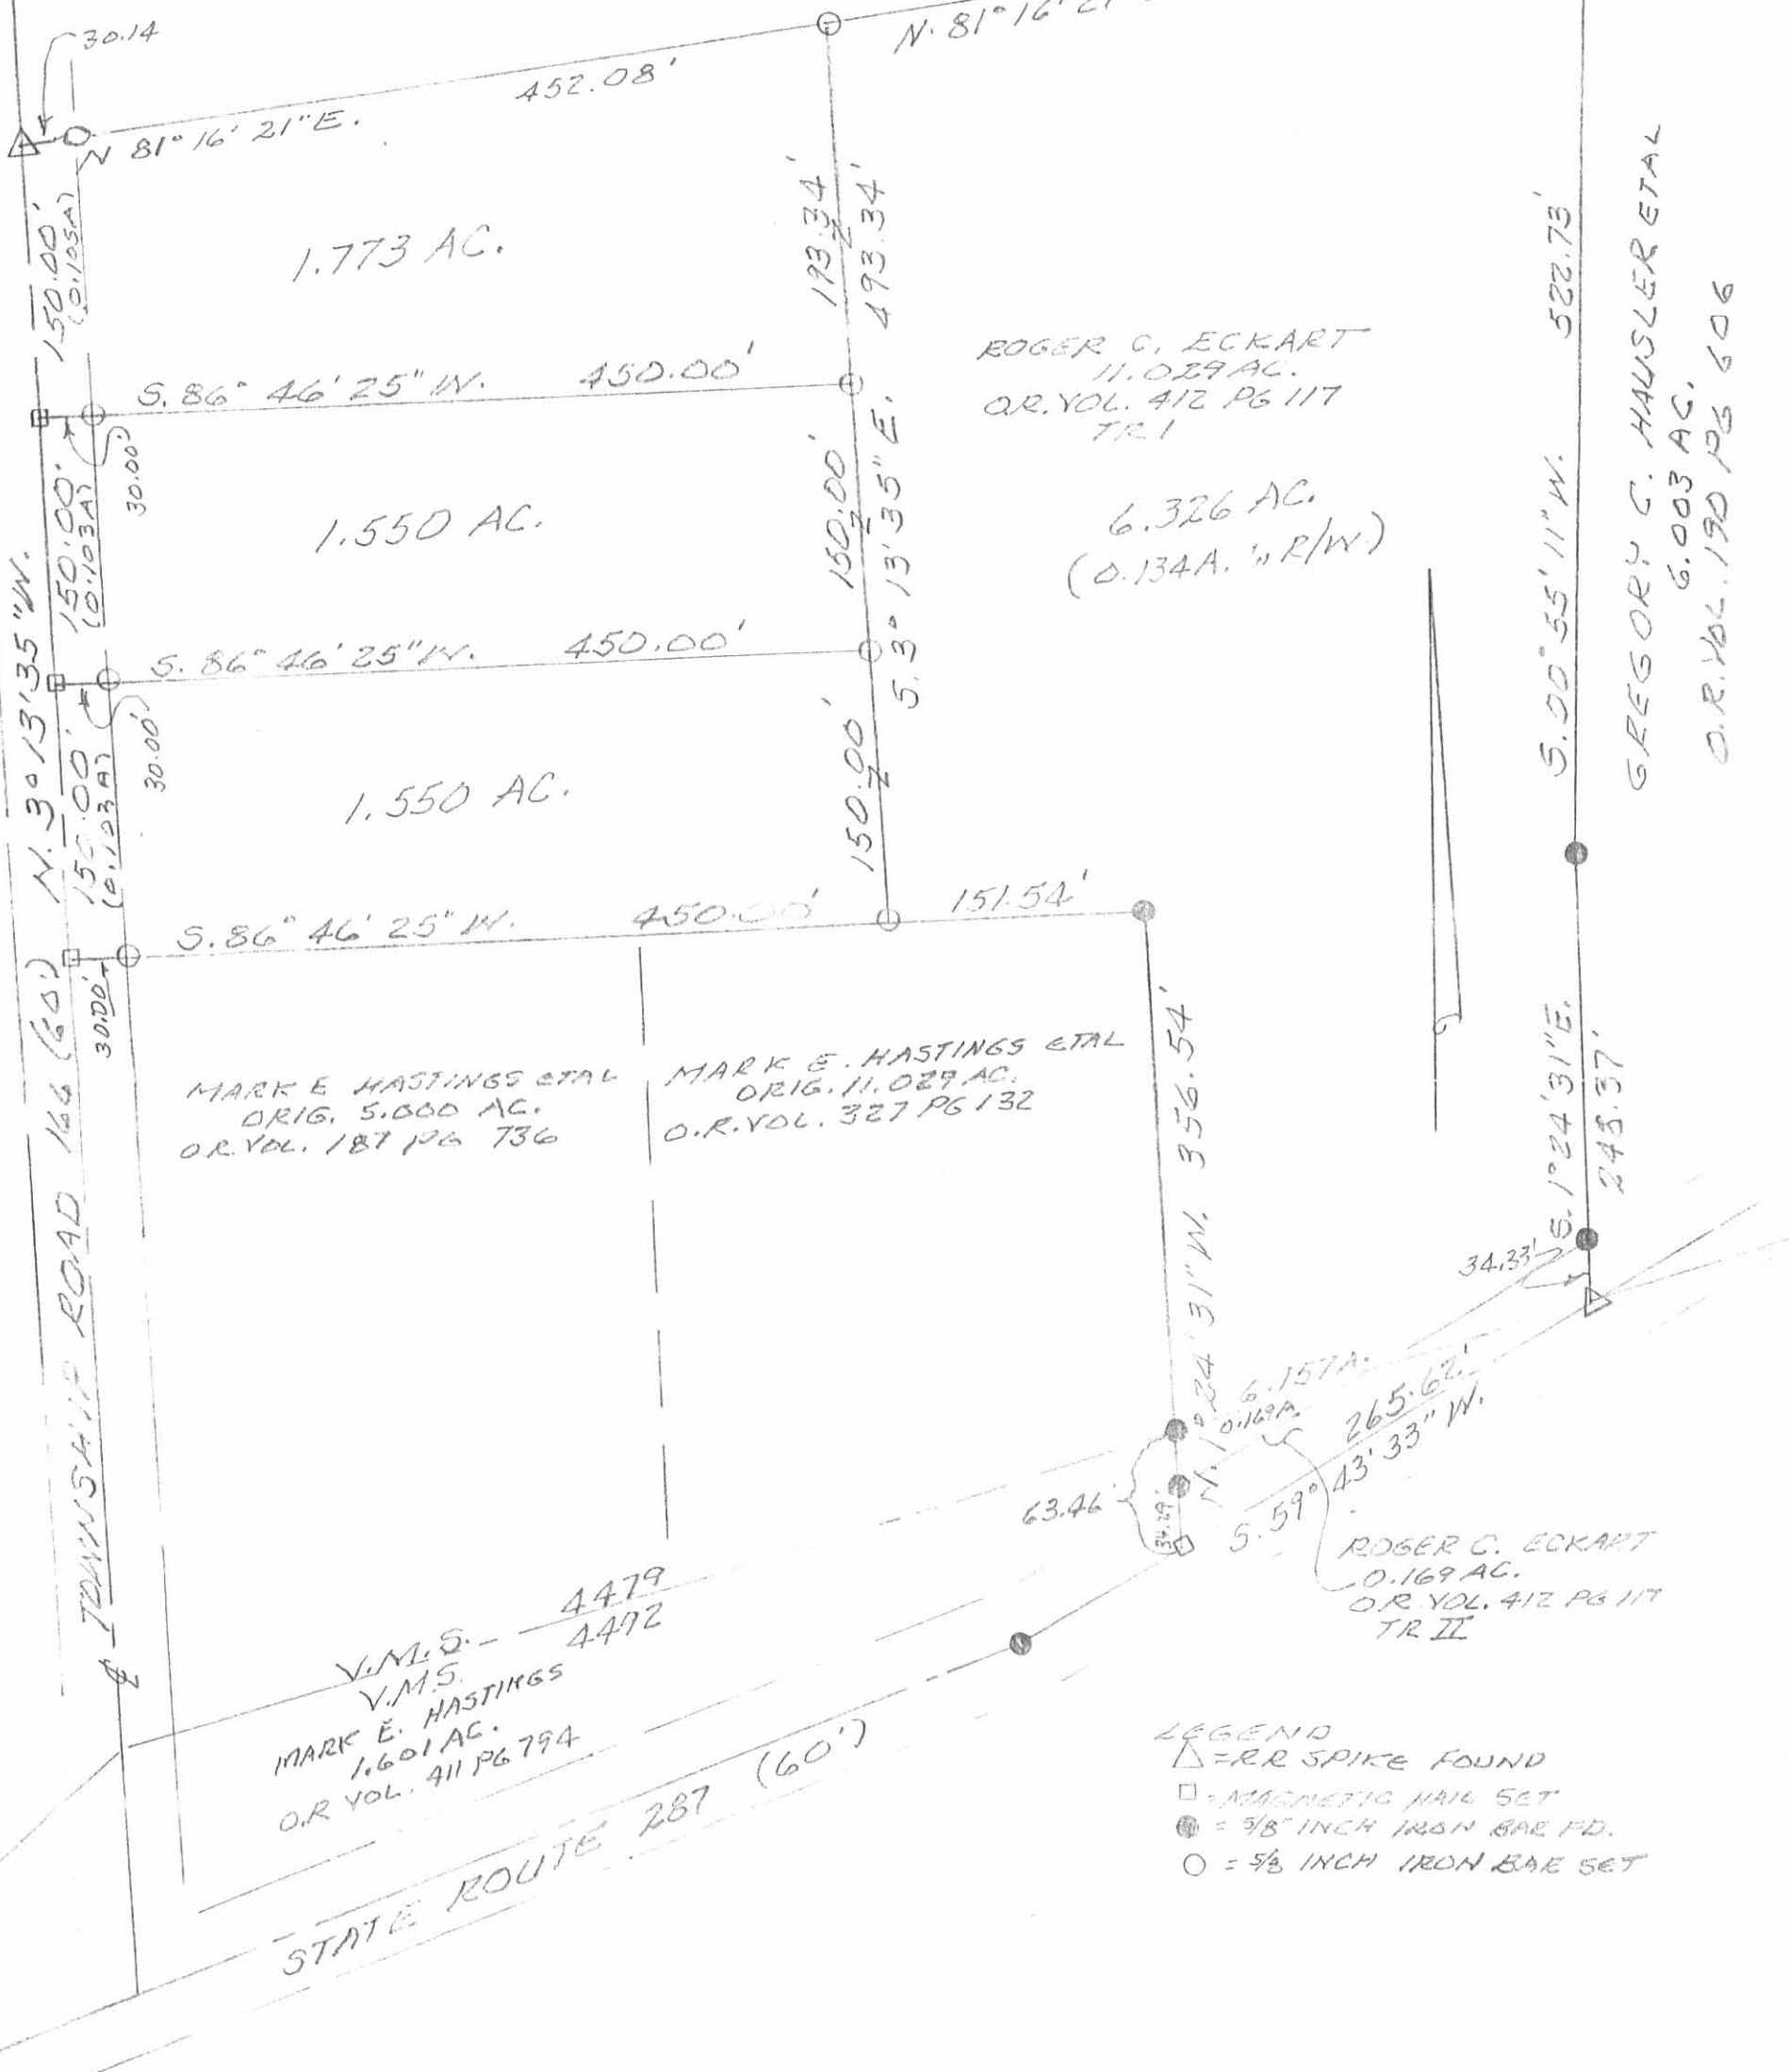 30.14
452.08'
N. 81° 16' 21
N 81° 16' 21" E.
150.00'
(0.105A)
1.773 AC.
193.34'
493.34'
522.73'
GREGORY C. HAUSLER ETAL
6.003 AC.
O.R. VOL. 190 PG 606
ROGER C. ECKART
11.029 AC.
O.R. VOL. 412 PG 117
TR I
S. 86° 46' 25" W. 450.00'
30.00'
150.00'
(0.103A)
1.550 AC.
150.00'
S. 3° 13' 35" E.
6.326 AC.
(0.134A. IN R/W)
S. 00° 55' 11" W.
N. 3° 13' 35" W.
S. 86° 46' 25" W. 450.00'
30.00'
150.00'
(0.103A)
1.550 AC.
150.00'
S. 86° 46' 25" W. 450.00'
151.54'
30.00'
TOWNSHIP ROAD 166 (60')
MARK E HASTINGS ETAL
ORIG. 5.000 AC.
O.R. VOL. 187 PG 736
MARK E. HASTINGS ETAL
ORIG. 11.029 AC.
O.R. VOL. 327 PG 132
N. 1° 24' 31" W. 356.54'
S. 1° 24' 31" E.
34.33'
6.157A.
0.169A.
265.62'
S. 59° 43' 33" W.
63.46'
34.29'
ROGER C. ECKART
0.169 AC.
O.R. VOL. 412 PG 117
TR II
V.M.S. 4479
V.M.S. 4492
MARK E. HASTINGS
1.601 AC.
O.R VOL. 411 PG 794
STATE ROUTE 287 (60')
LEGEND
△ = RR SPIKE FOUND
□ = MAGNETIC NAIL SET
● = 5/8 INCH IRON BAR FD.
○ = 5/8 INCH IRON BAR SET